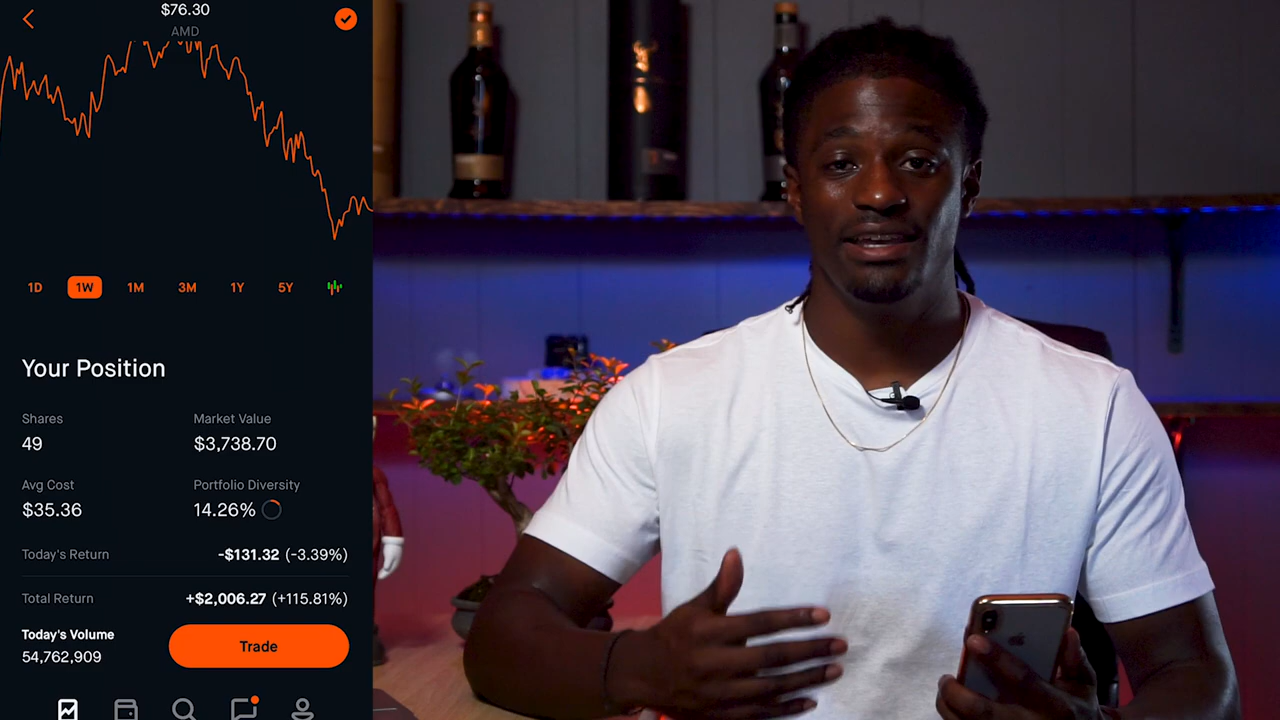 $76.30
AMD
1D 1W 1M 3M 1Y 5Y
Your Position
Shares Market Value
49 $3,738.70
Avg Cost Portfolio Diversity
$35.36 14.26%
Today's Return -$131.32 (-3.39%)
Total Return +$2,006.27 (+115.81%)
Today's Volume
54,762,909
Trade